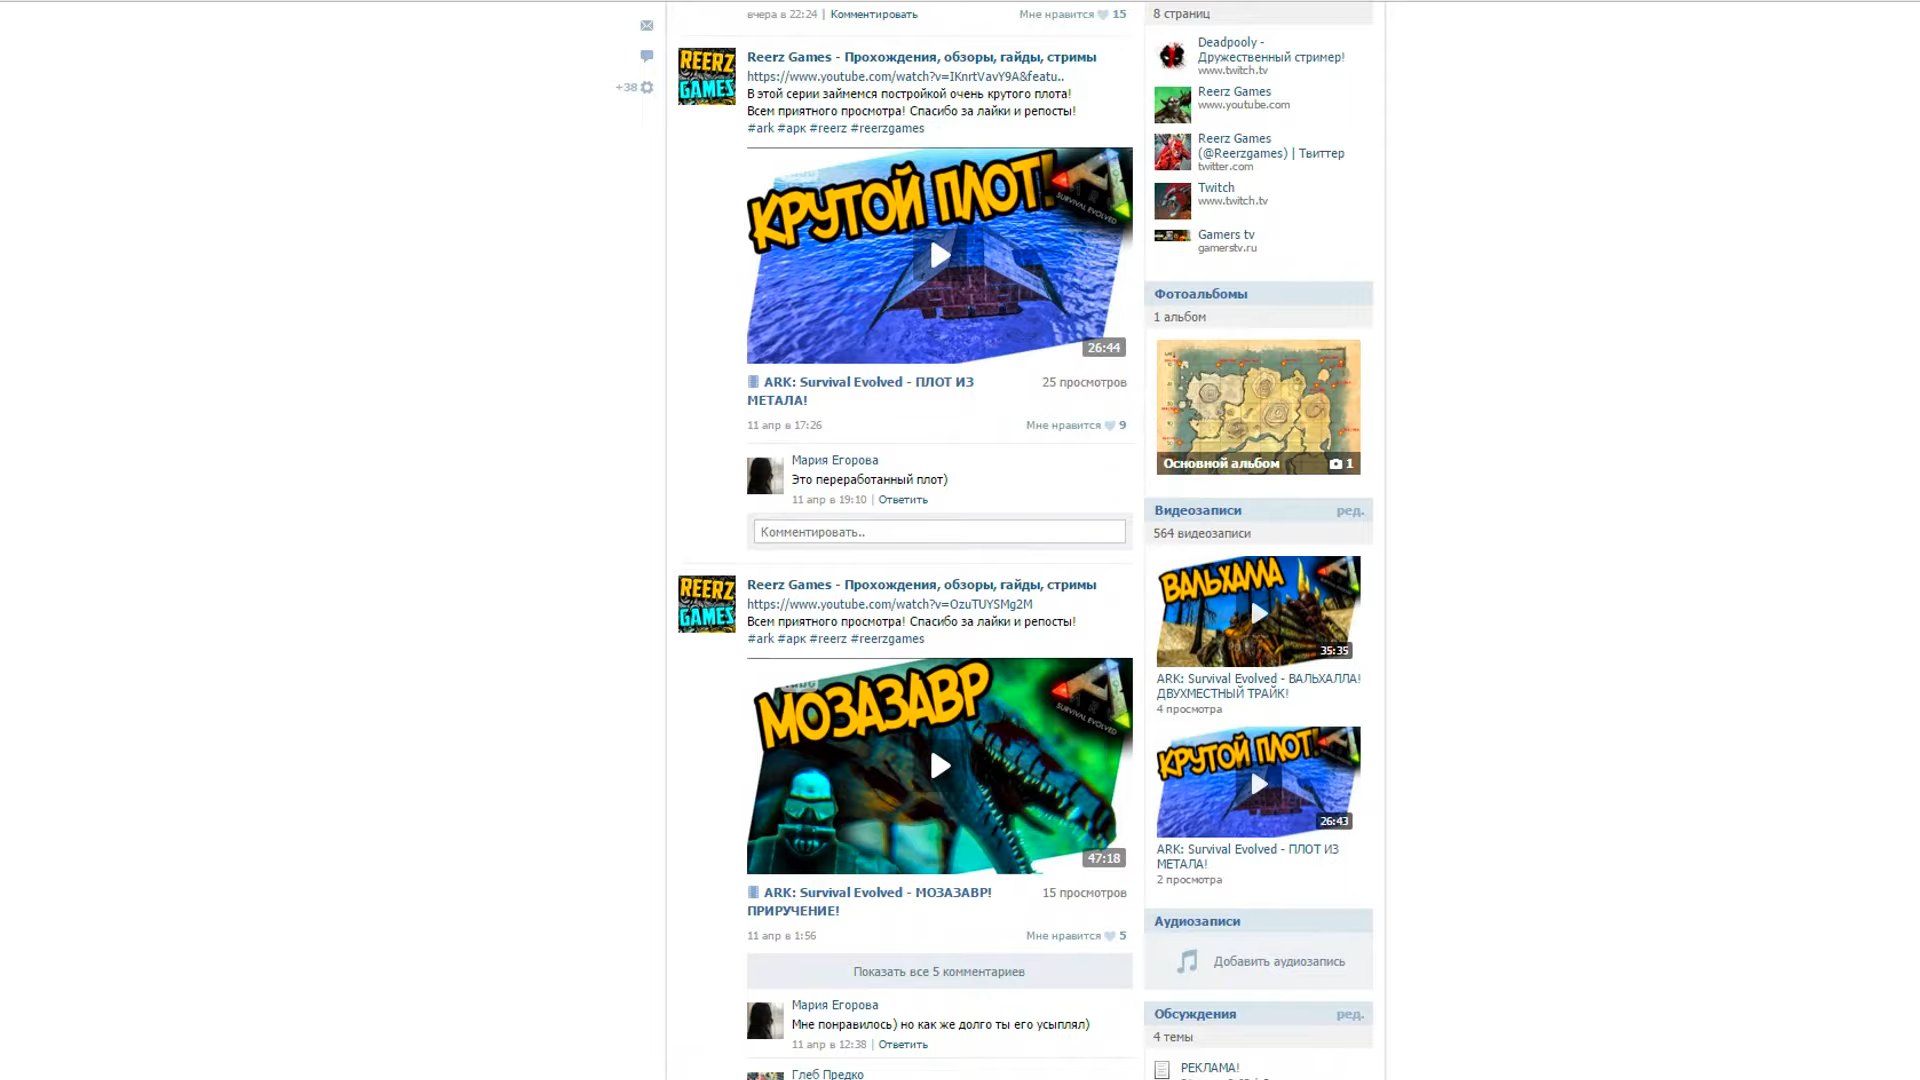 вчера в 22:24 | Комментировать
Мне нравится 15
+38
REERZ
GAMES
Reerz Games - Прохождения, обзоры, гайды, стримы
https://www.youtube.com/watch?v=IKnrtVavY9A&featu..
В этой серии займемся постройкой очень крутого плота!
Всем приятного просмотра! Спасибо за лайки и репосты!
#ark #арк #reerz #reerzgames
КРУТОЙ ПЛОТ!
SURVIVAL EVOLVED
26:44
ARK: Survival Evolved - ПЛОТ ИЗ
МЕТАЛА!
25 просмотров
11 апр в 17:26
Мне нравится 9
Мария Егорова
Это переработанный плот)
11 апр в 19:10 | Ответить
Комментировать..
REERZ
GAMES
Reerz Games - Прохождения, обзоры, гайды, стримы
https://www.youtube.com/watch?v=OzuTUYSMg2M
Всем приятного просмотра! Спасибо за лайки и репосты!
#ark #арк #reerz #reerzgames
МОЗАЗАВР
SURVIVAL EVOLVED
47:18
ARK: Survival Evolved - МОЗАЗАВР!
ПРИРУЧЕНИЕ!
15 просмотров
11 апр в 1:56
Мне нравится 5
Показать все 5 комментариев
Мария Егорова
Мне понравилось) но как же долго ты его усыплял)
11 апр в 12:38 | Ответить
Глеб Предко
8 страниц
Deadpooly -
Дружественный стример!
www.twitch.tv
Reerz Games
www.youtube.com
Reerz Games
(@Reerzgames) | Твиттер
twitter.com
Twitch
www.twitch.tv
Gamers tv
gamerstv.ru
Фотоальбомы
1 альбом
Основной альбом
1
Видеозаписи
ред.
564 видеозаписи
ВАЛЬХАЛА
35:35
ARK: Survival Evolved - ВАЛЬХАЛЛА!
ДВУХМЕСТНЫЙ ТРАЙК!
4 просмотра
КРУТОЙ ПЛОТ!
26:43
ARK: Survival Evolved - ПЛОТ ИЗ
МЕТАЛА!
2 просмотра
Аудиозаписи
Добавить аудиозапись
Обсуждения
ред.
4 темы
РЕКЛАМА!